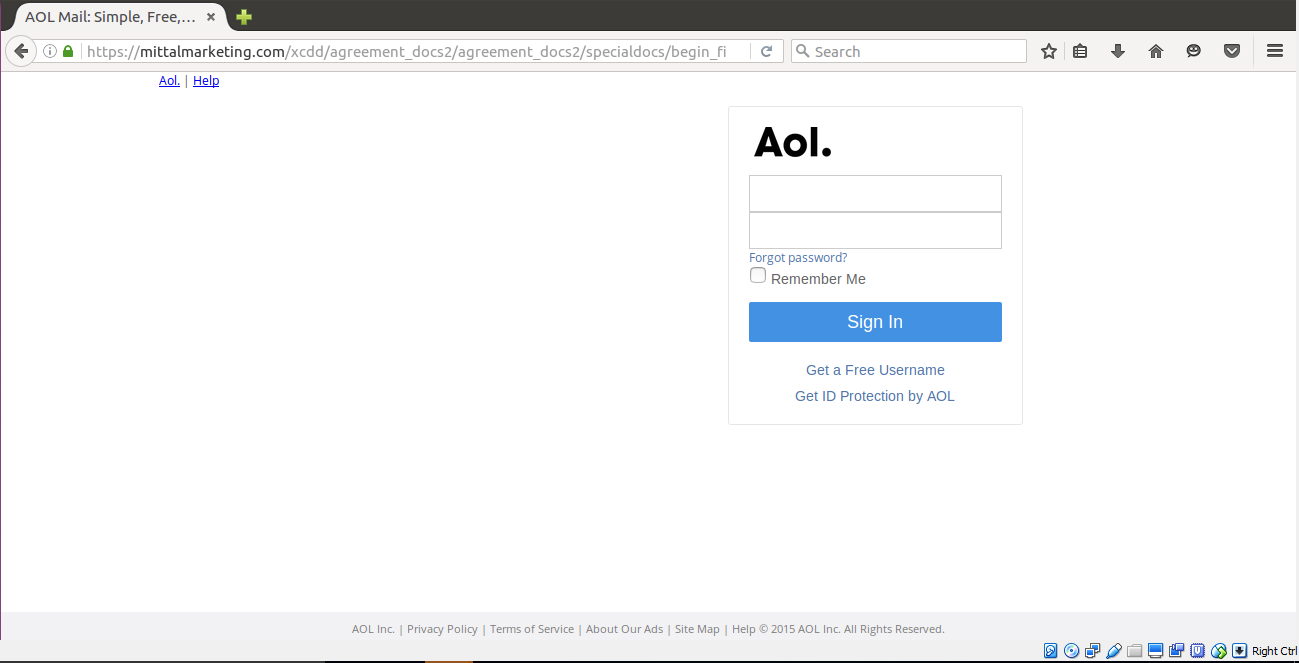 AOL Mail: Simple, Free,...
https://mittalmarketing.com/xcdd/agreement_docs2/agreement_docs2/specialdocs/begin_fi
Search
Aol. | Help
Aol.
Forgot password?
Remember Me
Sign In
Get a Free Username
Get ID Protection by AOL
AOL Inc. | Privacy Policy | Terms of Service | About Our Ads | Site Map | Help © 2015 AOL Inc. All Rights Reserved.
Right Ctrl